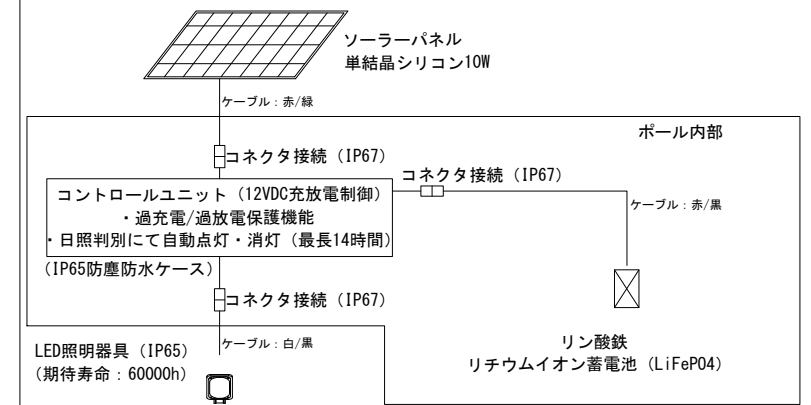 ソーラーパネル
単結晶シリコン10W
ケーブル：赤/緑
ポール内部
コネクタ接続（IP67）
コネクタ接続（IP67）
コントロールユニット（12VDC充放電制御）
・過充電/過放電保護機能
・日照判別にて自動点灯・消灯（最長14時間）
ケーブル：赤/黒
（IP65防塵防水ケース）
コネクタ接続（IP67）
ケーブル：白/黒
LED照明器具（IP65）
（期待寿命：60000h）
リン酸鉄
リチウムイオン蓄電池（LiFePO4）